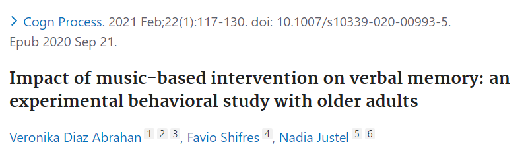 > Cogn Process. 2021 Feb;22(1):117-130. doi: 10.1007/s10339-020-00993-5.
Epub 2020 Sep 21.
Impact of music-based intervention on verbal memory: an
experimental behavioral study with older adults
Veronika Diaz Abrahan 1 2 3, Favio Shifres 4, Nadia Justel 5 6